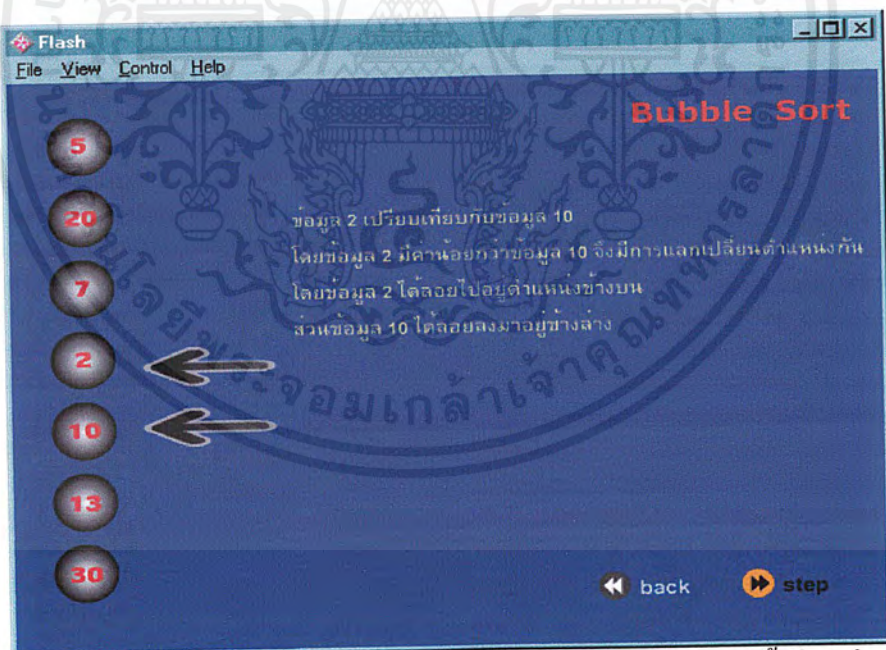 Flash
File View Control Help
Bubble Sort
5
20
7
2
10
13
30
ข้อมูล 2 เปรียบเทียบกับข้อมูล 10
โดยข้อมูล 2 มีค่าน้อยกว่าข้อมูล 10 จึงมีการแลกเปลี่ยนตำแหน่งกัน
โดยข้อมูล 2 ได้ลอยไปอยู่ตำแหน่งข้างบน
ส่วนข้อมูล 10 ได้ลอยลงมาอยู่ข้างล่าง
back
step